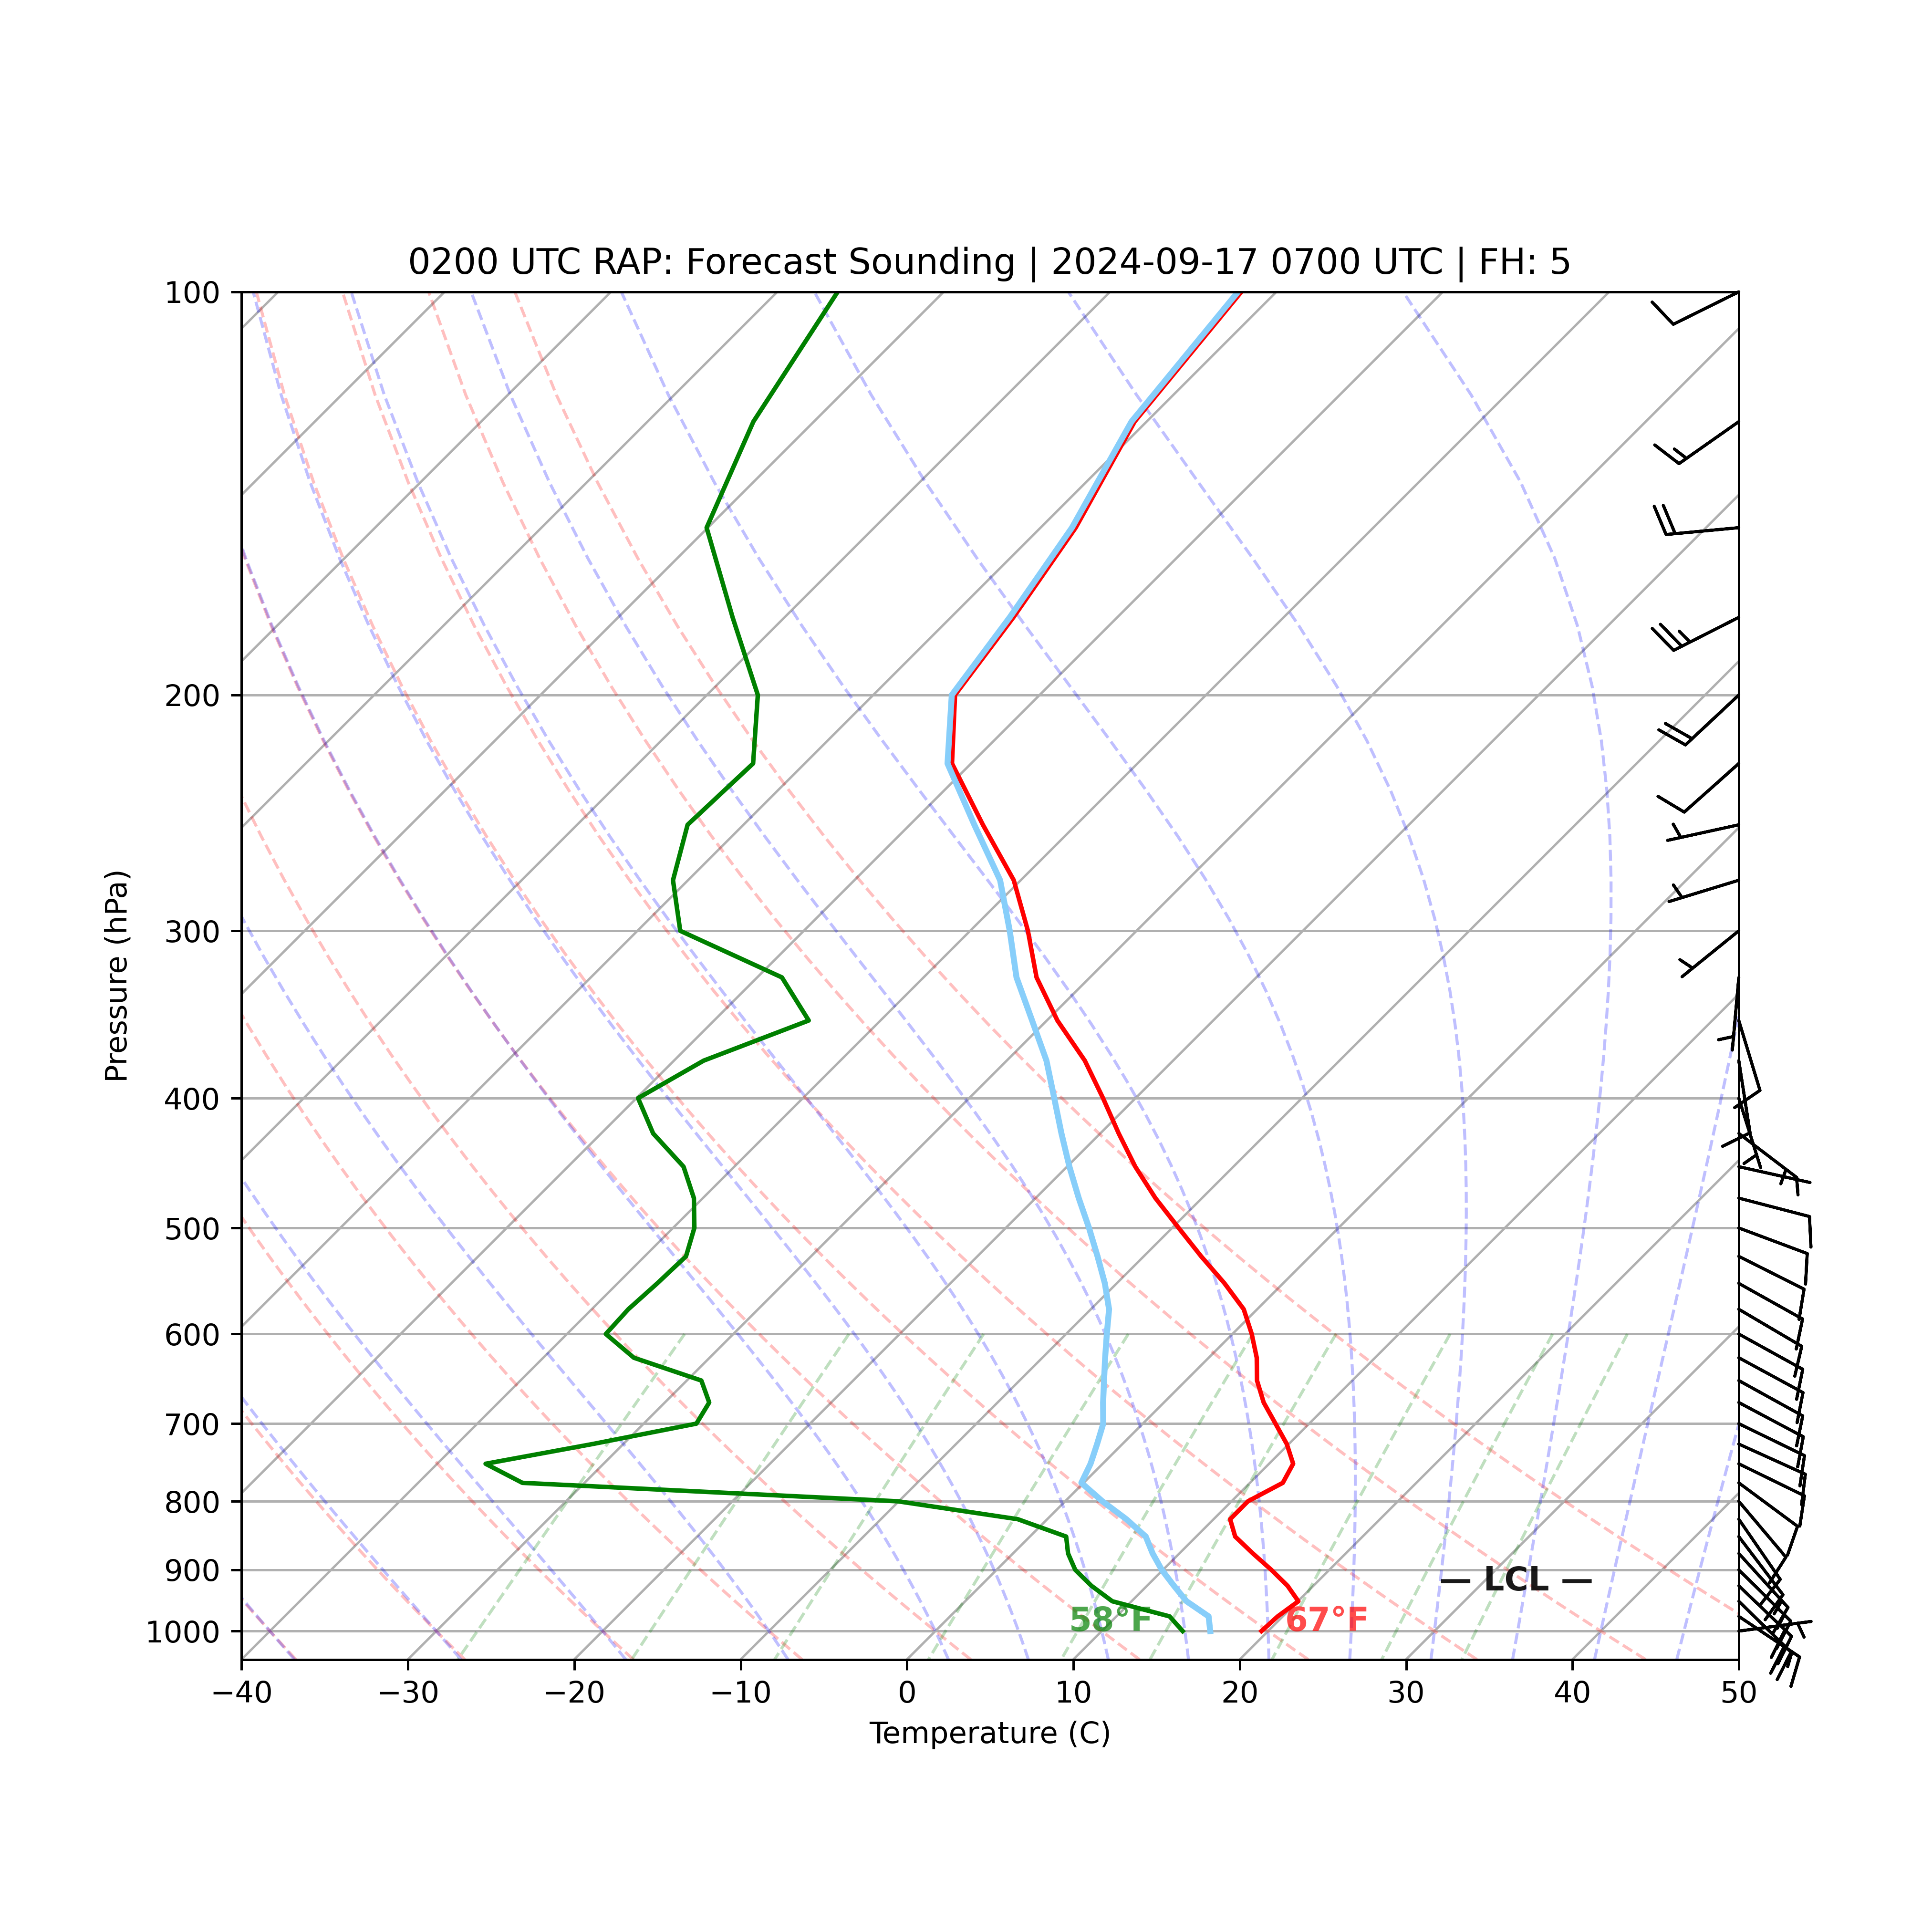 0200 UTC RAP: Forecast Sounding | 2024-09-17 0700 UTC | FH: 5
100
200
300
400
500
600
700
800
900
1000
Pressure (hPa)
— LCL —
58°F
67°F
−40 −30 −20 −10 0 10 20 30 40 50
Temperature (C)